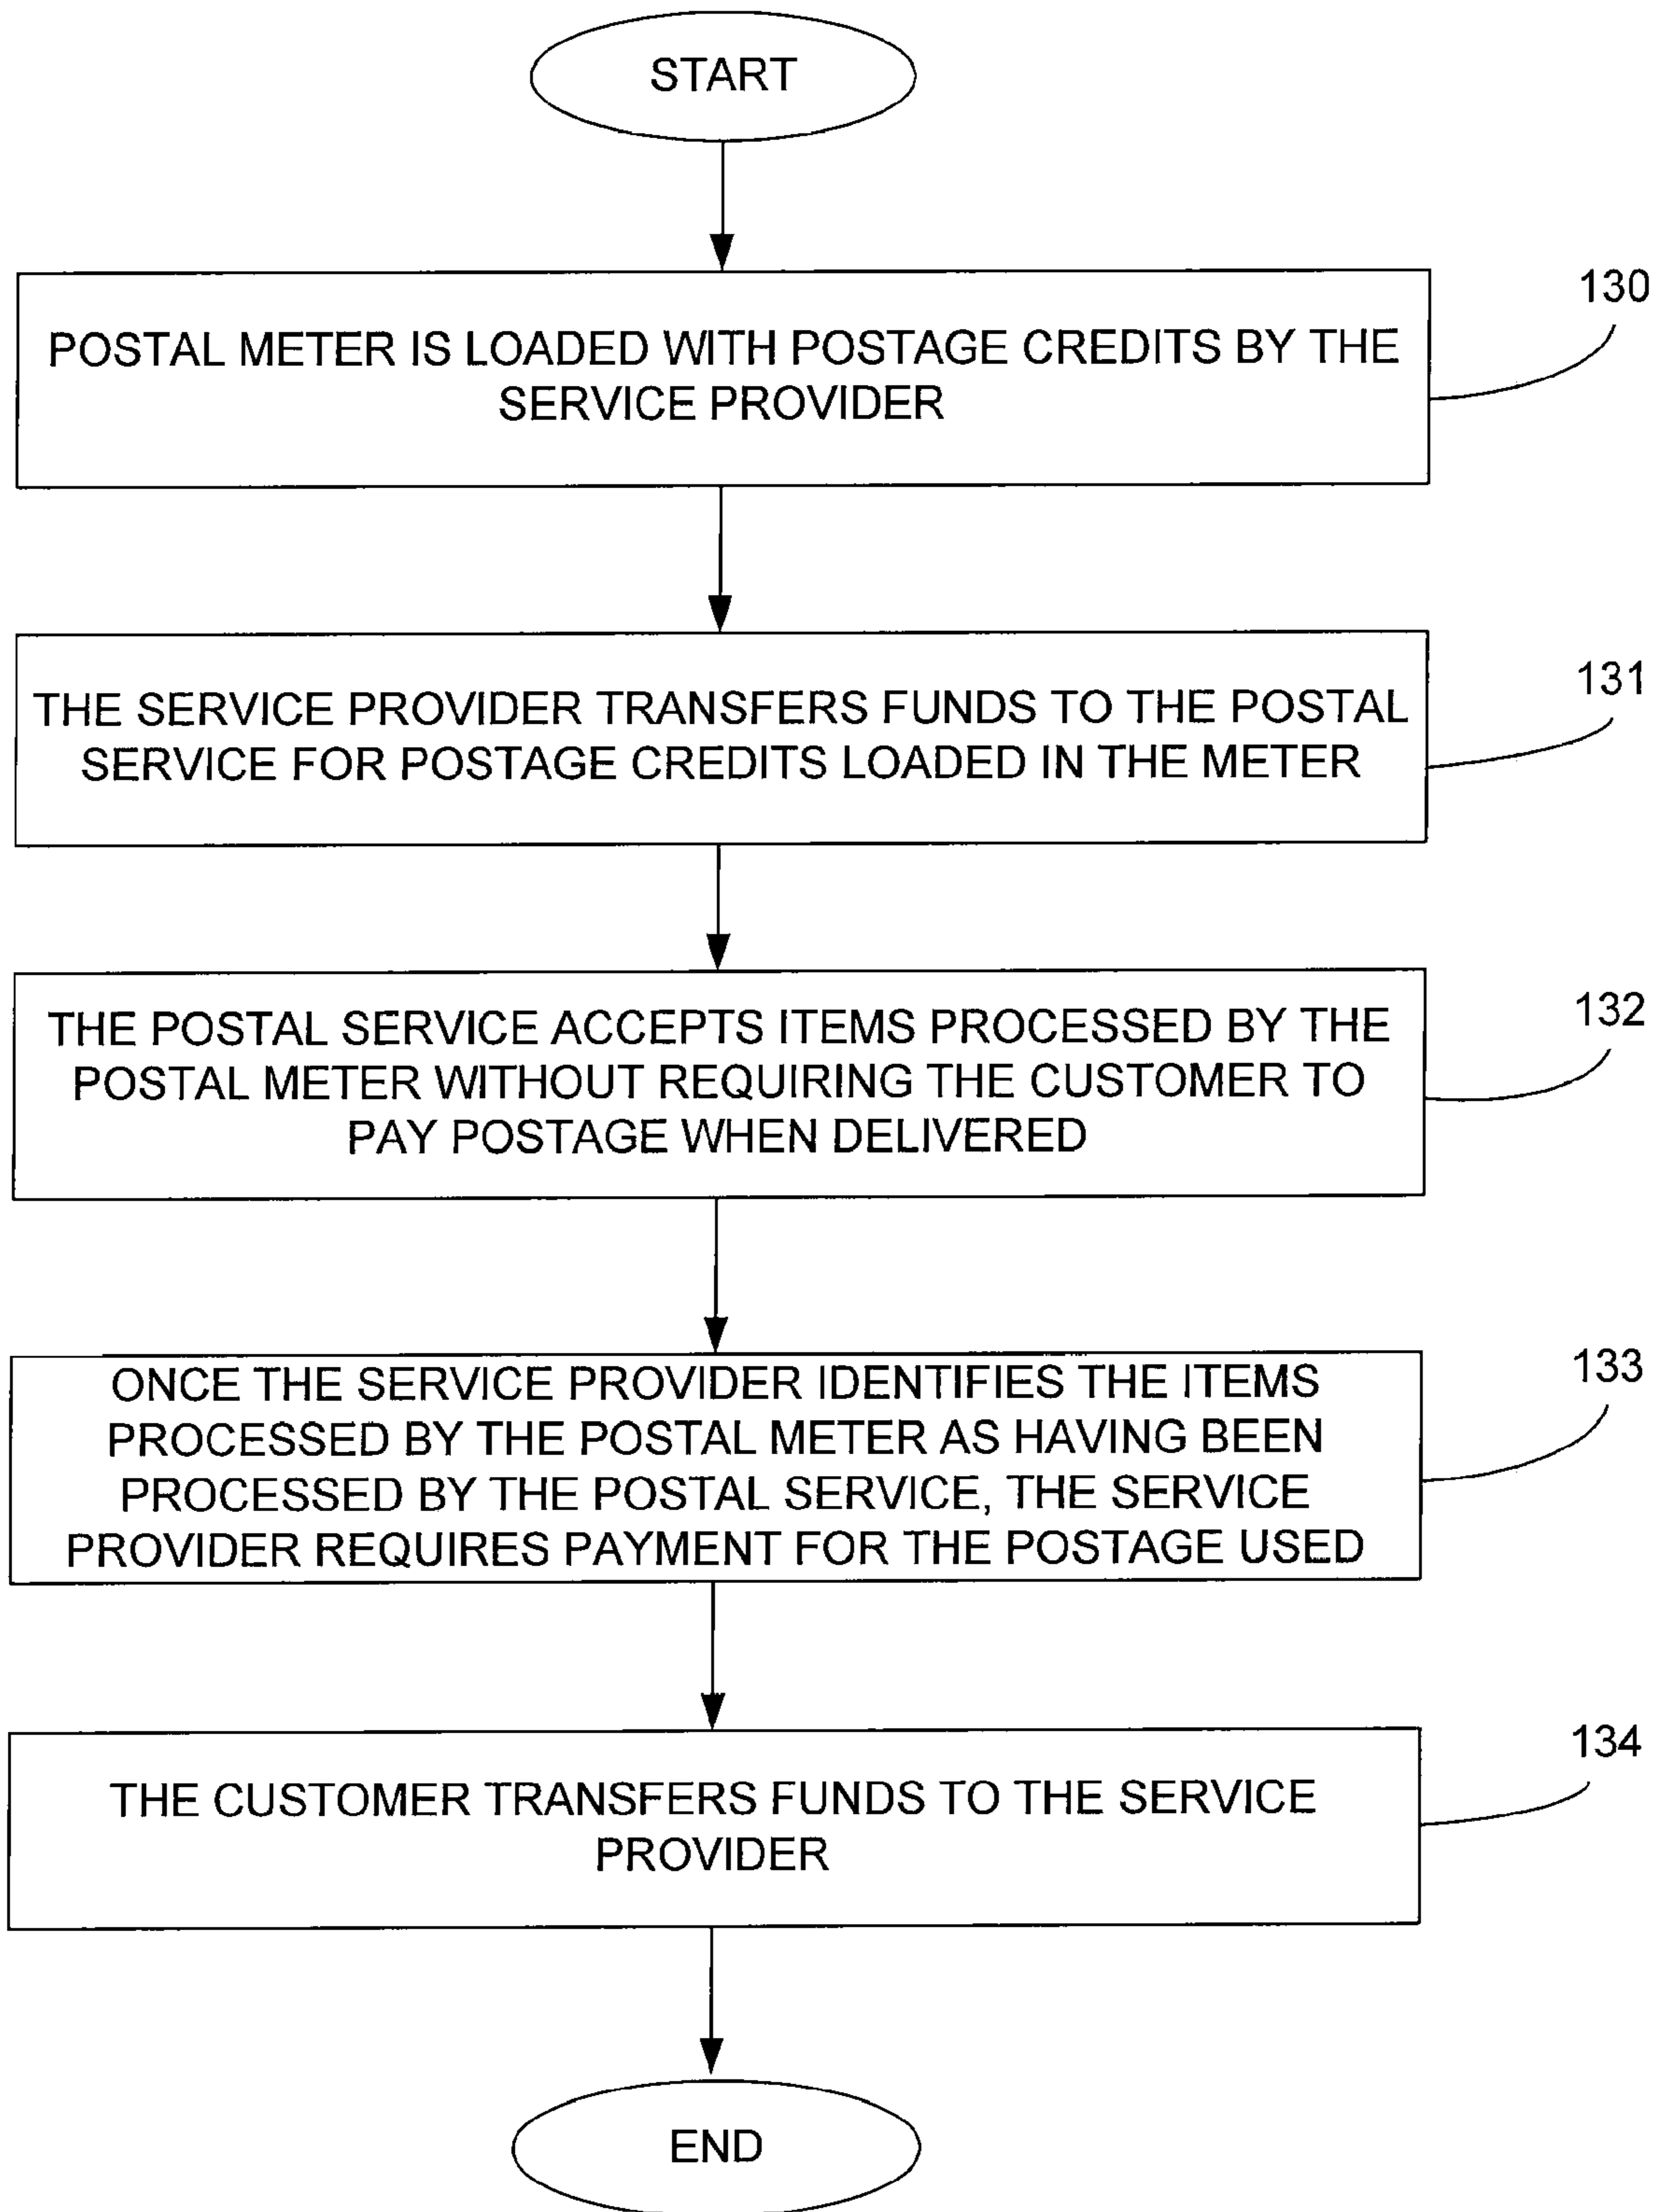 START
130
POSTAL METER IS LOADED WITH POSTAGE CREDITS BY THE
SERVICE PROVIDER
131
THE SERVICE PROVIDER TRANSFERS FUNDS TO THE POSTAL
SERVICE FOR POSTAGE CREDITS LOADED IN THE METER
132
THE POSTAL SERVICE ACCEPTS ITEMS PROCESSED BY THE
POSTAL METER WITHOUT REQUIRING THE CUSTOMER TO
PAY POSTAGE WHEN DELIVERED
133
ONCE THE SERVICE PROVIDER IDENTIFIES THE ITEMS
PROCESSED BY THE POSTAL METER AS HAVING BEEN
PROCESSED BY THE POSTAL SERVICE, THE SERVICE
PROVIDER REQUIRES PAYMENT FOR THE POSTAGE USED
134
THE CUSTOMER TRANSFERS FUNDS TO THE SERVICE
PROVIDER
END